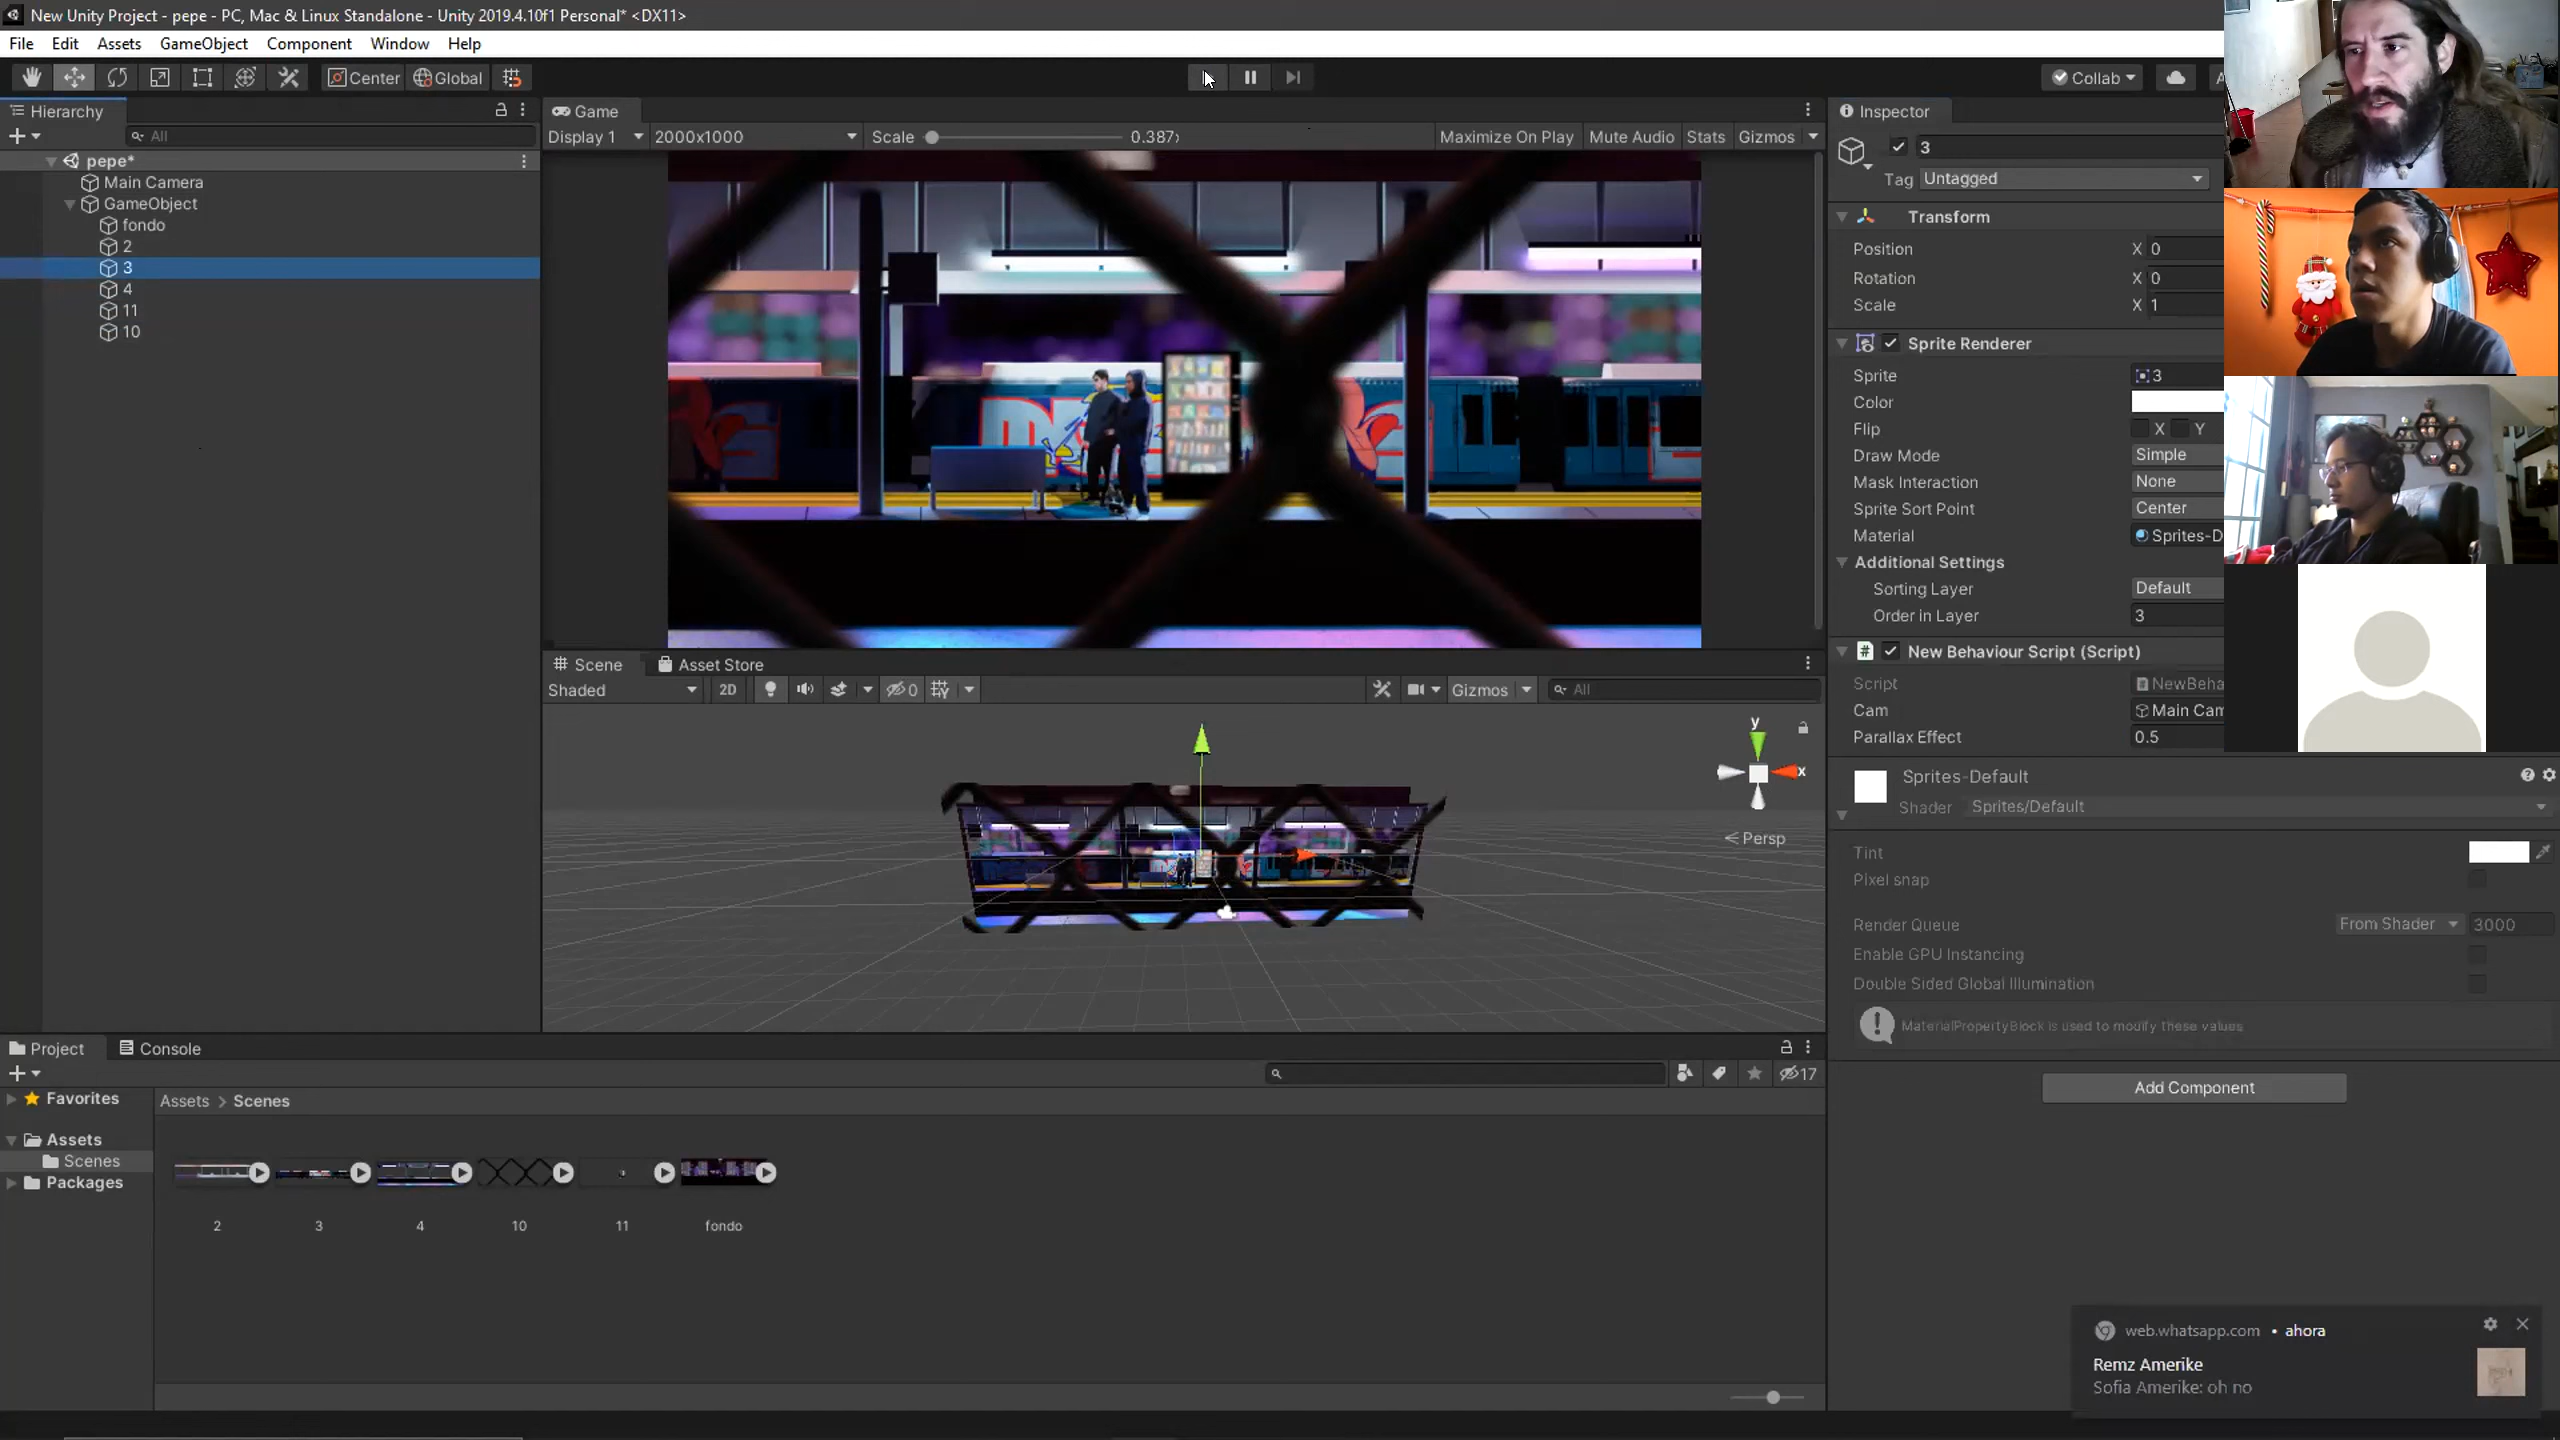 New Unity Project - pepe - PC, Mac & Linux Standalone - Unity 2019.4.10f1 Personal* <DX11>
File Edit Assets GameObject Component Window Help
Center Global Collab
Hierarchy
All
pepe*
Main Camera
GameObject
fondo
2
3
4
11
10
Game
Display 1 2000x1000 Scale 0.387x Maximize On Play Mute Audio Stats Gizmos
Scene Asset Store
Shaded 2D 0 Gizmos All
y
x
Persp
Inspector
3
Tag Untagged
Transform
Position X 0
Rotation X 0
Scale X 1
Sprite Renderer
Sprite 3
Color
Flip X Y
Draw Mode Simple
Mask Interaction None
Sprite Sort Point Center
Material Sprites-D
Additional Settings
Sorting Layer Default
Order in Layer 3
New Behaviour Script (Script)
Script NewBeha
Cam Main Cam
Parallax Effect 0.5
Sprites-Default
Shader Sprites/Default
Tint
Pixel snap
Render Queue From Shader 3000
Enable GPU Instancing
Double Sided Global Illumination
MaterialPropertyBlock is used to modify these values
Add Component
Project Console
17
Favorites
Assets
Scenes
Packages
Assets > Scenes
2 3 4 10 11 fondo
web.whatsapp.com • ahora
Remz Amerike
Sofia Amerike: oh no